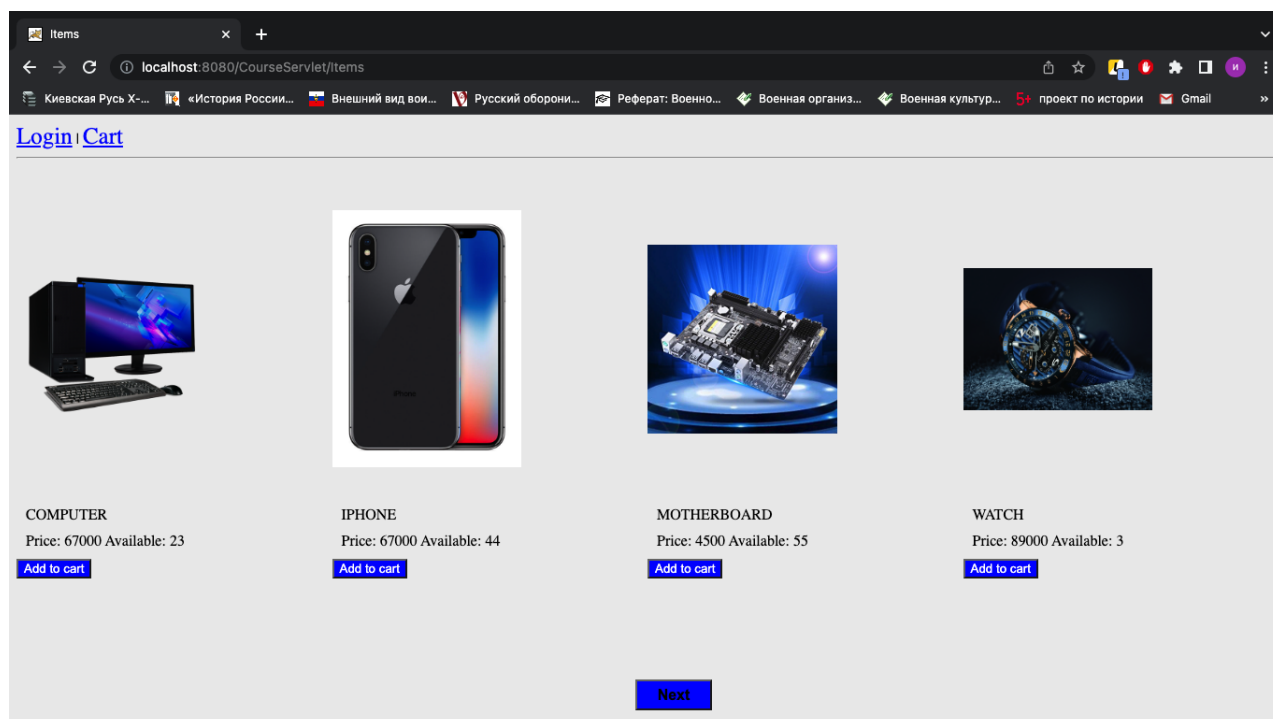 Items
localhost:8080/CourseServlet/Items
Киевская Русь X-... «История России... Внешний вид вои... Русский оборони... Реферат: Военно... Военная организ... Военная культур... 5+ проект по истории Gmail »
Login | Cart
COMPUTER IPHONE MOTHERBOARD WATCH
Price: 67000 Available: 23 Price: 67000 Available: 44 Price: 4500 Available: 55 Price: 89000 Available: 3
Add to cart Add to cart Add to cart Add to cart
Next